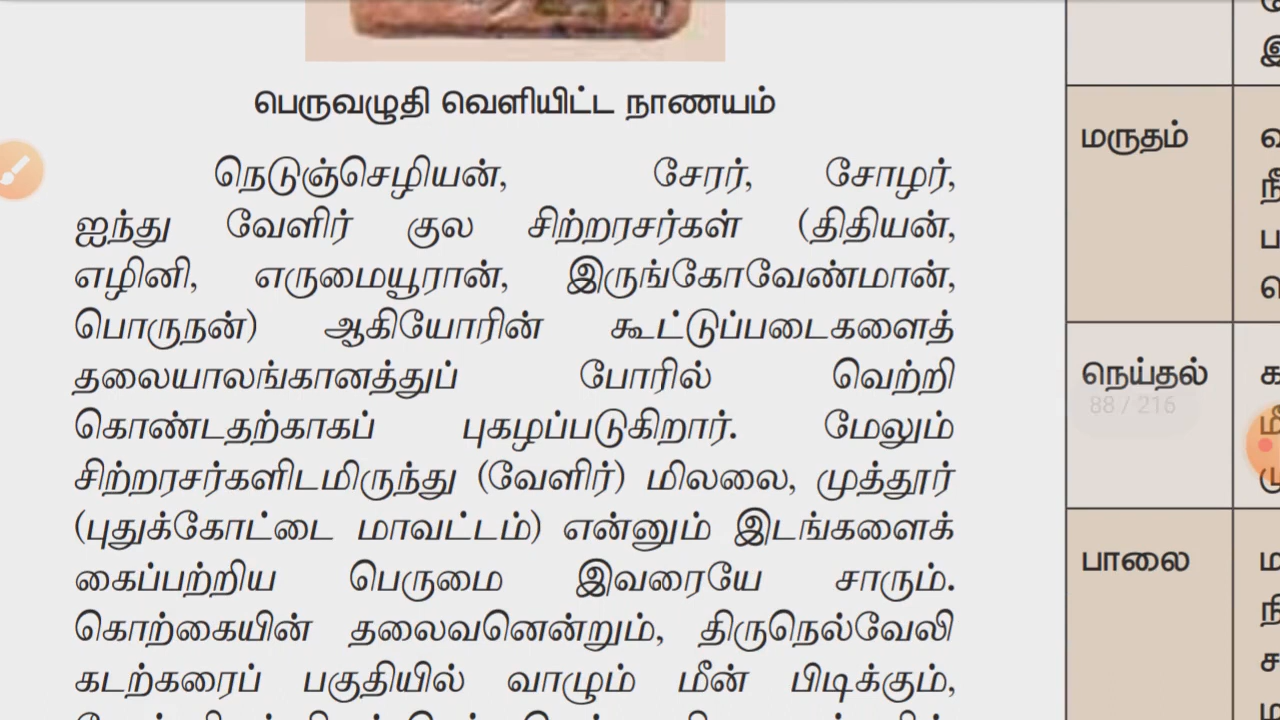 பெருவழுதி வெளியிட்ட நாணயம்
நெடுஞ்செழியன், சேரர், சோழர்,
ஐந்து வேளிர் குல சிற்றரசர்கள் (திதியன்,
எழினி, எருமையூரான், இருங்கோவேண்மான்,
பொருநன்) ஆகியோரின் கூட்டுப்படைகளைத்
தலையாலங்கானத்துப் போரில் வெற்றி
கொண்டதற்காகப் புகழப்படுகிறார். மேலும்
சிற்றரசர்களிடமிருந்து (வேளிர்) மிலலை, முத்தூர்
(புதுக்கோட்டை மாவட்டம்) என்னும் இடங்களைக்
கைப்பற்றிய பெருமை இவரையே சாரும்.
கொற்கையின் தலைவனென்றும், திருநெல்வேலி
கடற்கரைப் பகுதியில் வாழும் மீன் பிடிக்கும்,
மருதம்
நெய்தல்
88 / 216
பாலை